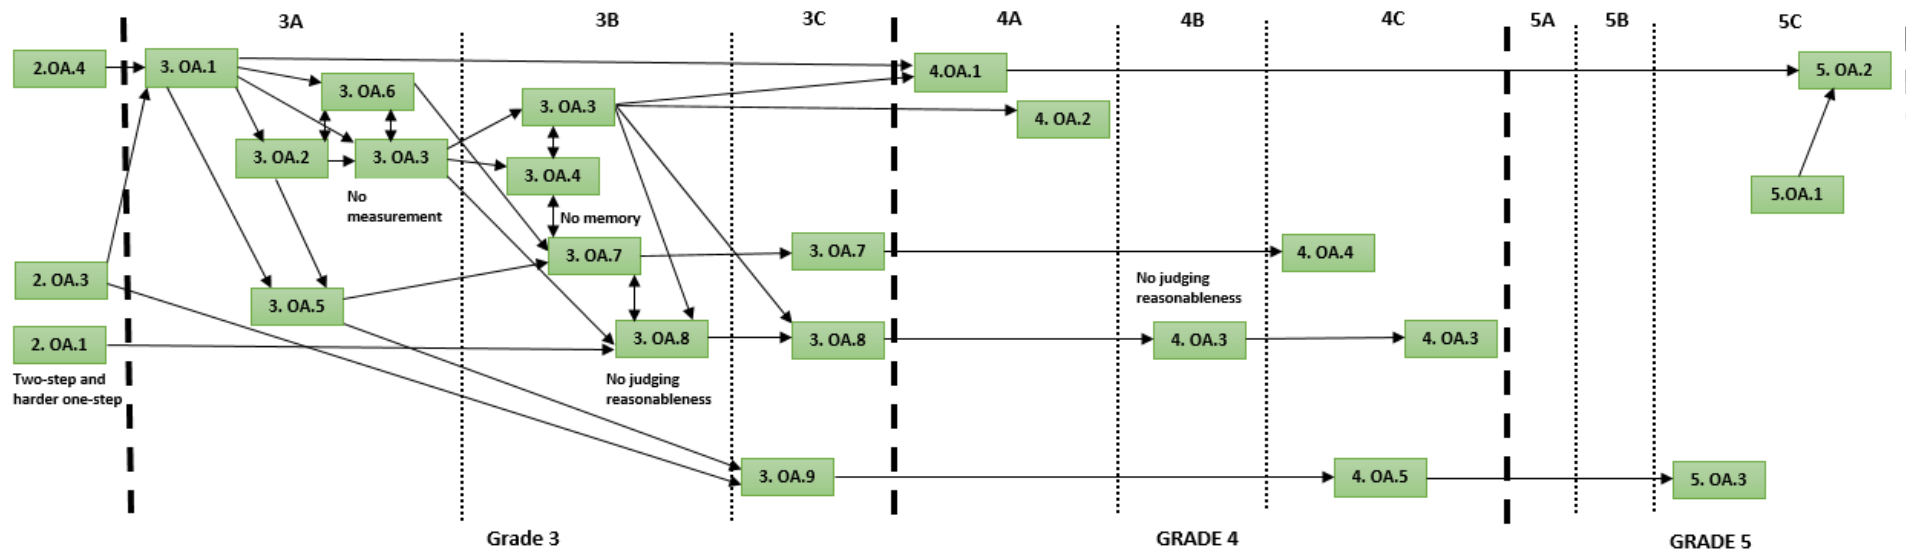 3A
3B
3C
4A
4B
4C
5A
5B
5C
2.OA.4
3. OA.1
4.OA.1
5. OA.2
3. OA.6
3. OA.3
4. OA.2
3. OA.2
3. OA.3
3. OA.4
No
measurement
No memory
5.OA.1
2. OA.3
3. OA.5
3. OA.7
3. OA.7
4. OA.4
No judging
reasonableness
2. OA.1
3. OA.8
3. OA.8
4. OA.3
4. OA.3
Two-step and
harder one-step
No judging
reasonableness
3. OA.9
4. OA.5
5. OA.3
Grade 3
GRADE 4
GRADE 5